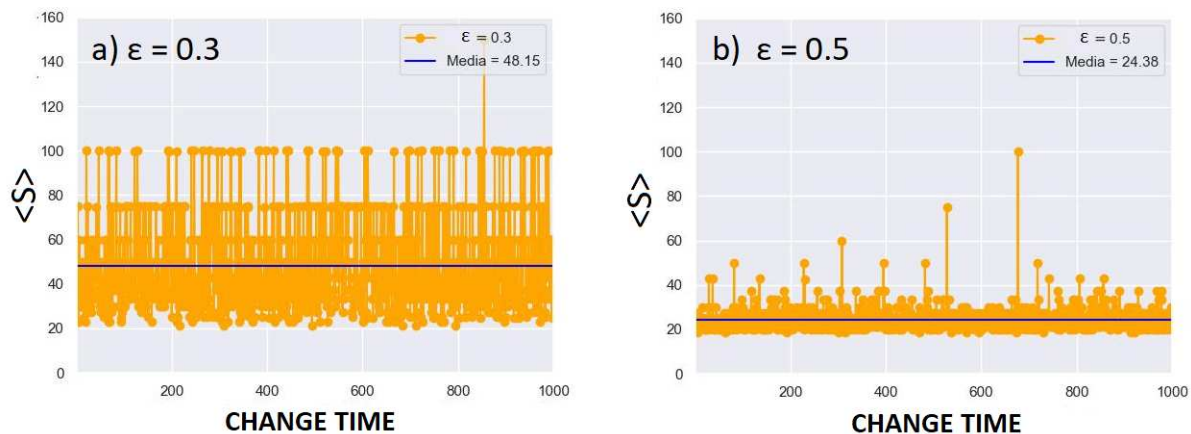 a) ε = 0.3
ε = 0.3
Media = 48.15
160
140
120
100
80
60
40
20
0
<S>
200
400
600
800
1000
CHANGE TIME
b) ε = 0.5
ε = 0.5
Media = 24.38
160
140
120
100
80
60
40
20
0
<S>
200
400
600
800
1000
CHANGE TIME